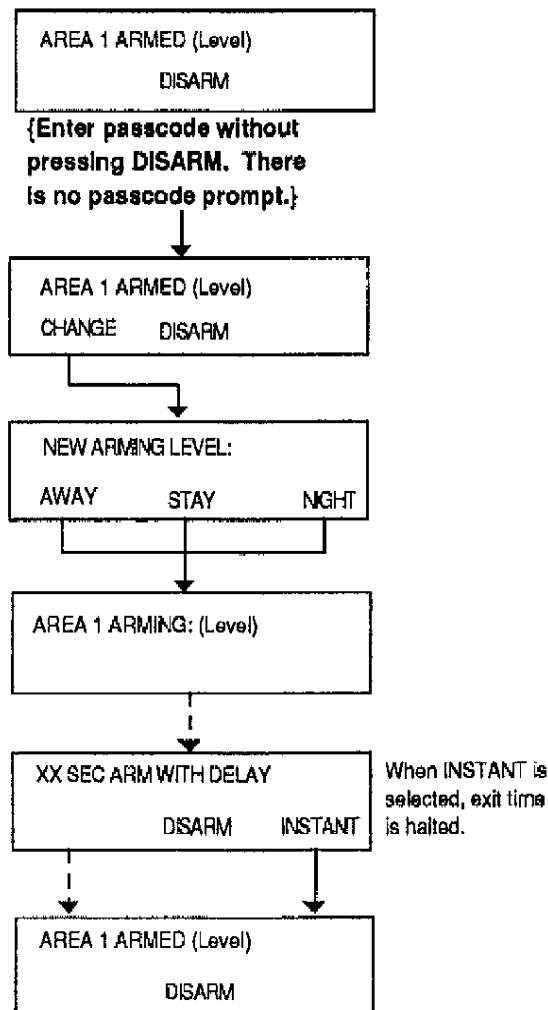 AREA 1 ARMED (Level)
DISARM
{Enter passcode without
pressing DISARM. There
is no passcode prompt.}
AREA 1 ARMED (Level)
CHANGE DISARM
NEW ARMING LEVEL:
AWAY STAY NIGHT
AREA 1 ARMING: (Level)
XX SEC ARM WITH DELAY
DISARM INSTANT
When INSTANT is
selected, exit time
is halted.
AREA 1 ARMED (Level)
DISARM